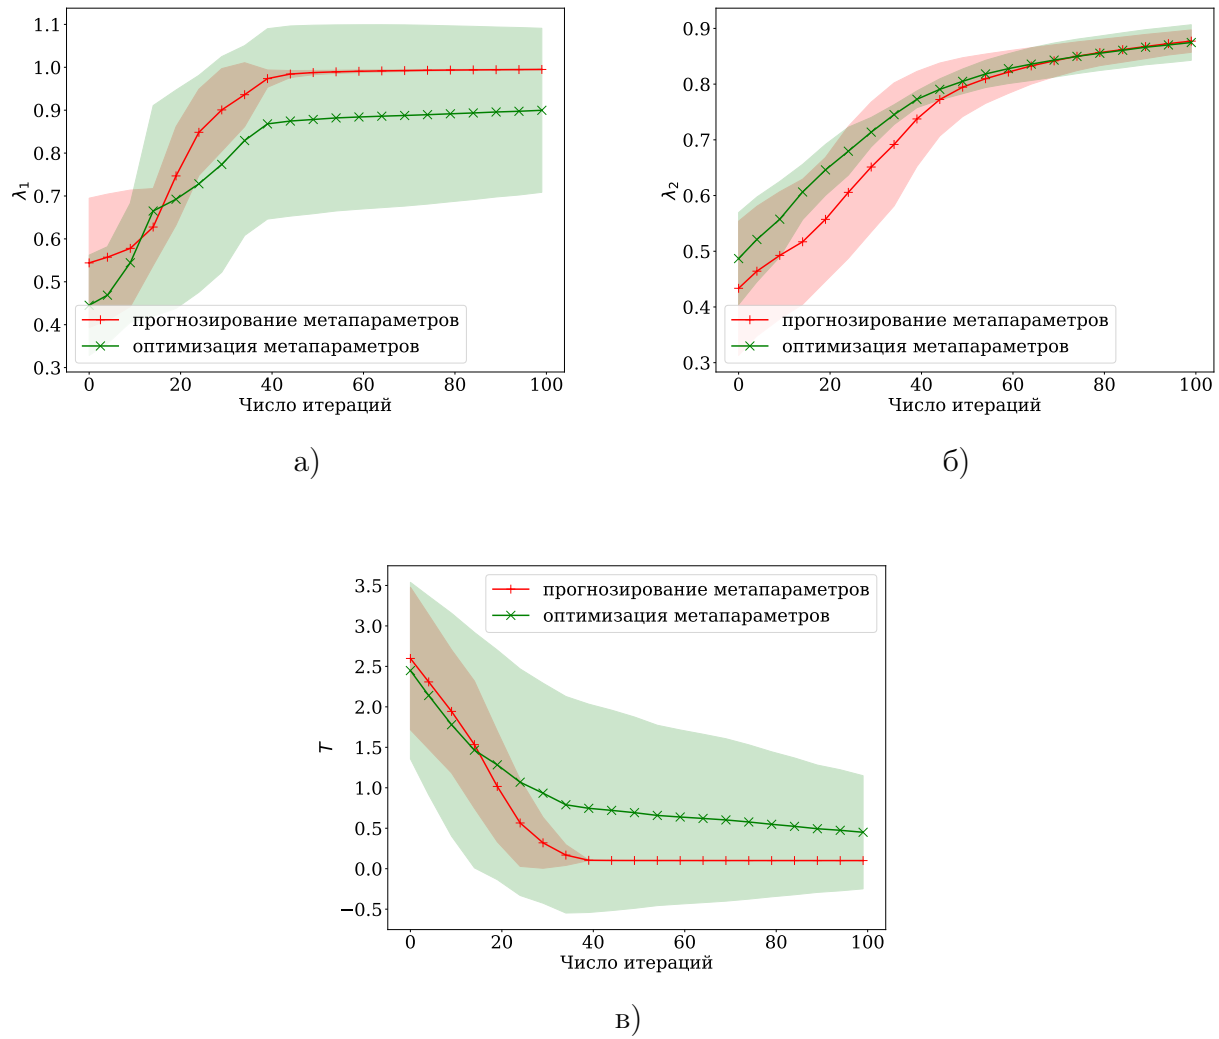 1.1
1.0
0.9
0.8
0.7
0.6
0.5
0.4
0.3
λ₁
прогнозирование метапараметров
оптимизация метапараметров
0 20 40 60 80 100
Число итераций
а)
0.9
0.8
0.7
0.6
0.5
0.4
0.3
λ₂
прогнозирование метапараметров
оптимизация метапараметров
0 20 40 60 80 100
Число итераций
б)
3.5
3.0
2.5
2.0
1.5
1.0
0.5
0.0
−0.5
T
прогнозирование метапараметров
оптимизация метапараметров
0 20 40 60 80 100
Число итераций
в)